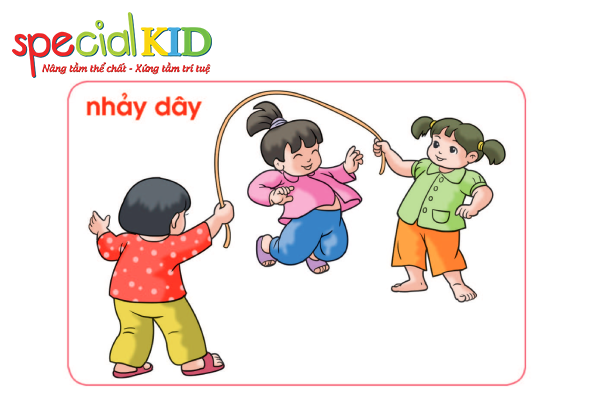 specialKID
Nâng tầm thể chất - Xứng tầm trí tuệ
nhảy dây